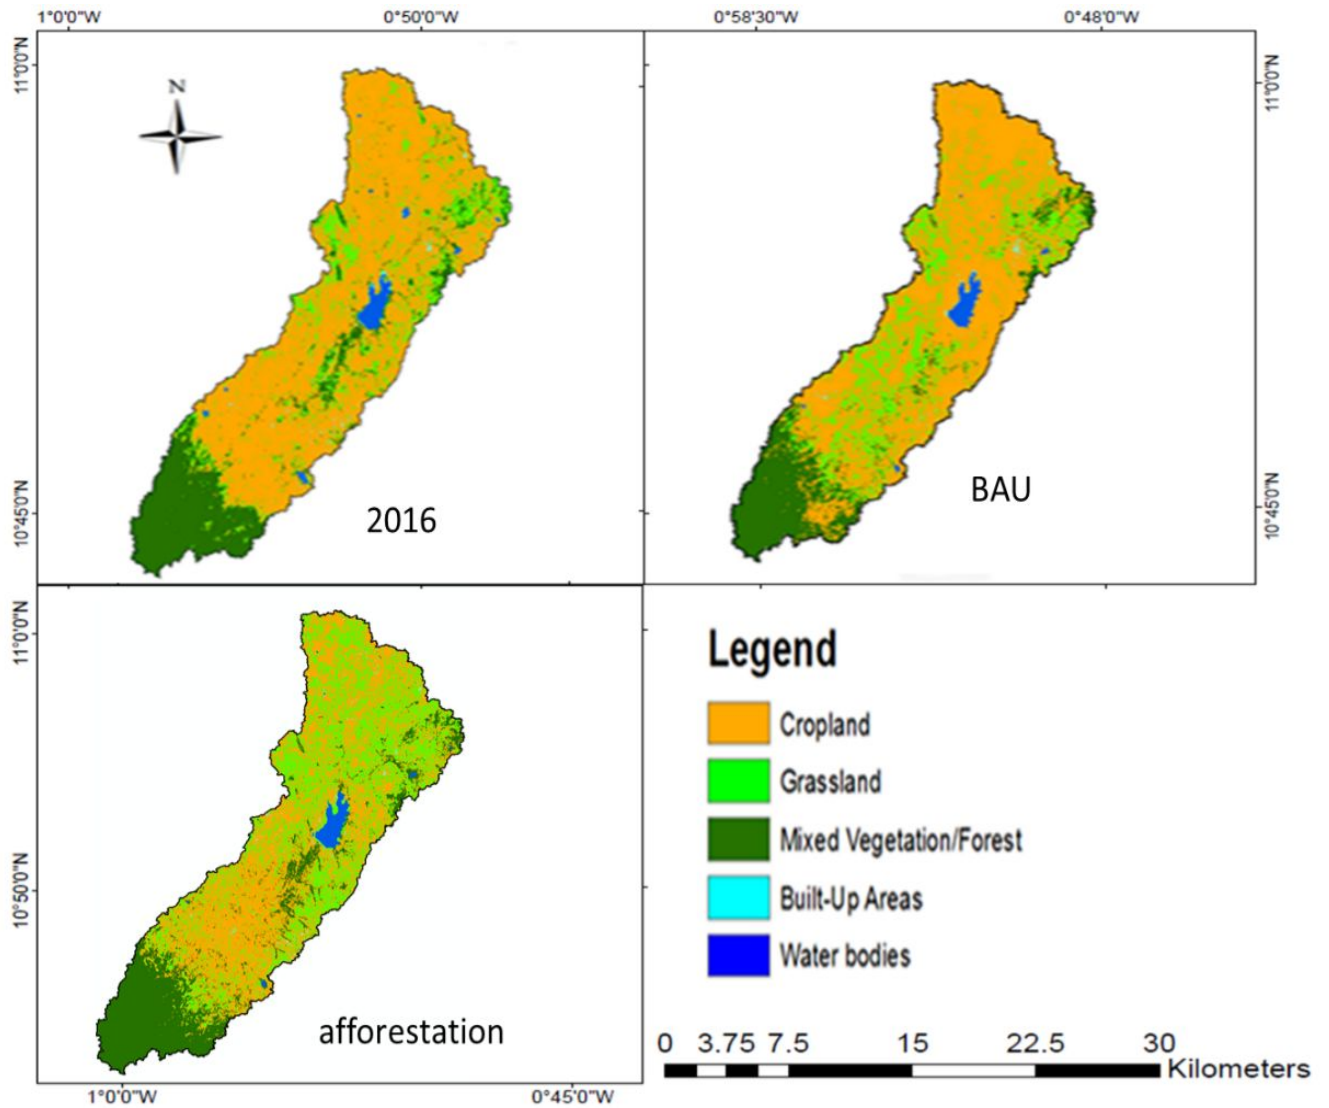 1°0'0"W 0°50'0"W 0°58'30"W 0°48'0"W
11°0'0"N
11°0'0"N
N
2016
BAU
10°45'0"N
10°45'0"N
11°0'0"N
10°50'0"N
afforestation
1°0'0"W 0°45'0"W
Legend
Cropland
Grassland
Mixed Vegetation/Forest
Built-Up Areas
Water bodies
0 3.75 7.5 15 22.5 30
Kilometers